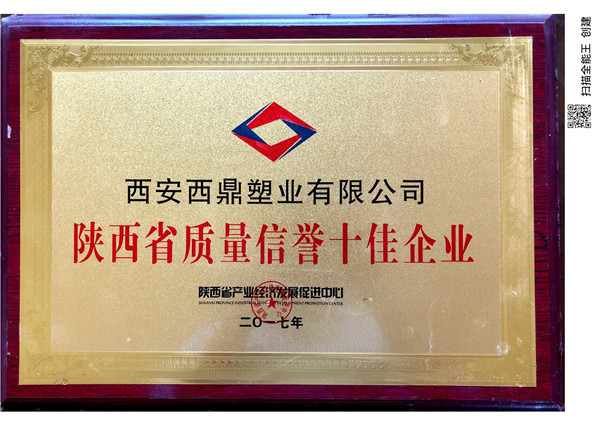 西安西鼎塑业有限公司
陕西省质量信誉十佳企业
陕西省产业经济发展促进中心
二〇一七年
扫描全能王 创建